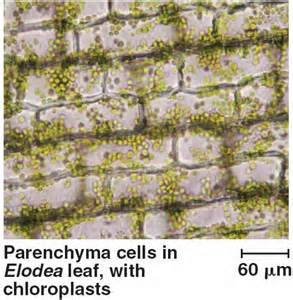 Parenchyma cells in
Elodea leaf, with
chloroplasts
60 μm